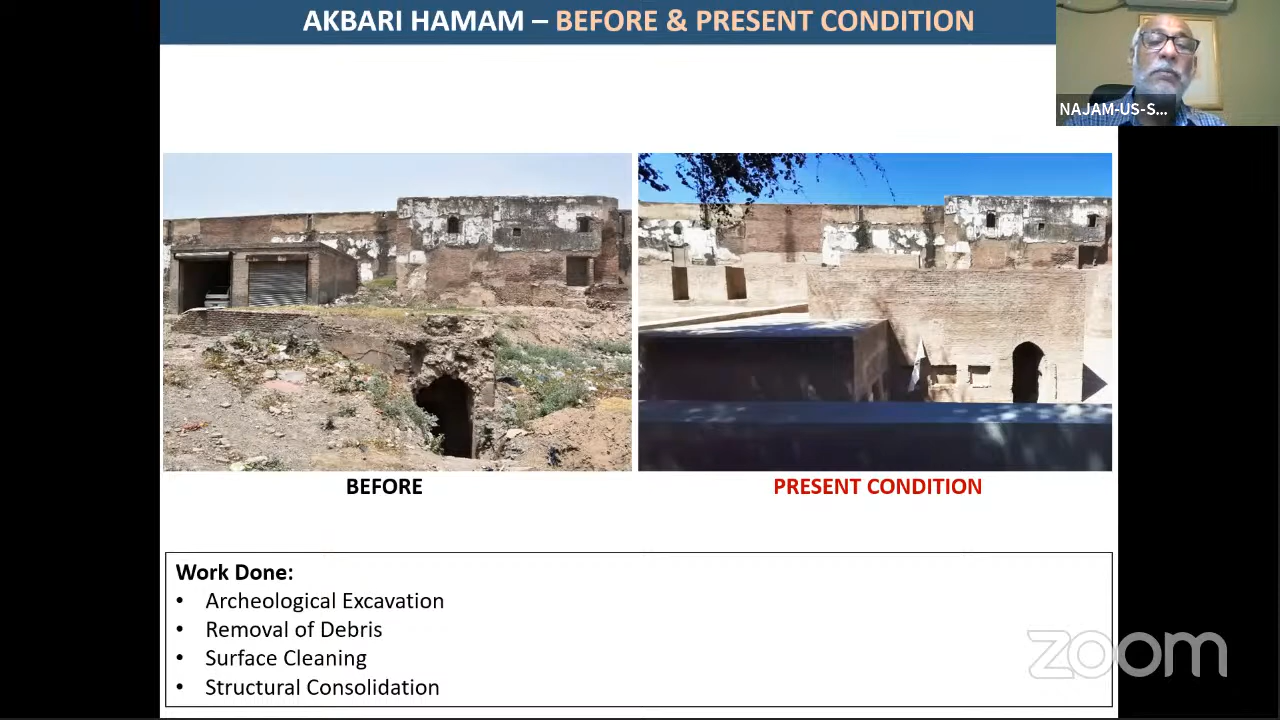 AKBARI HAMAM – BEFORE & PRESENT CONDITION
NAJAM-US-S...
BEFORE
PRESENT CONDITION
Work Done:
• Archeological Excavation
• Removal of Debris
• Surface Cleaning
• Structural Consolidation
zoom